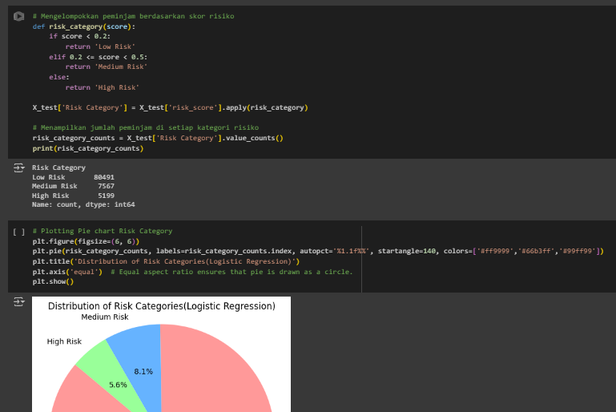 # Mengelompokkan peminjam berdasarkan skor risiko
def risk_category(score):
    if score < 0.2:
        return 'Low Risk'
    elif 0.2 <= score < 0.5:
        return 'Medium Risk'
    else:
        return 'High Risk'
X_test['Risk Category'] = X_test['risk_score'].apply(risk_category)
# Menampilkan jumlah peminjam di setiap kategori risiko
risk_category_counts = X_test['Risk Category'].value_counts()
print(risk_category_counts)
Risk Category
Low Risk       80491
Medium Risk     7567
High Risk       5199
Name: count, dtype: int64
[ ] # Plotting Pie chart Risk Category
plt.figure(figsize=(6, 6))
plt.pie(risk_category_counts, labels=risk_category_counts.index, autopct='%1.1f%%', startangle=140, colors=['#ff9999','#66b3ff','#99ff99'])
plt.title('Distribution of Risk Categories(Logistic Regression)')
plt.axis('equal')  # Equal aspect ratio ensures that pie is drawn as a circle.
plt.show()
Distribution of Risk Categories(Logistic Regression)
Medium Risk
High Risk
8.1%
5.6%